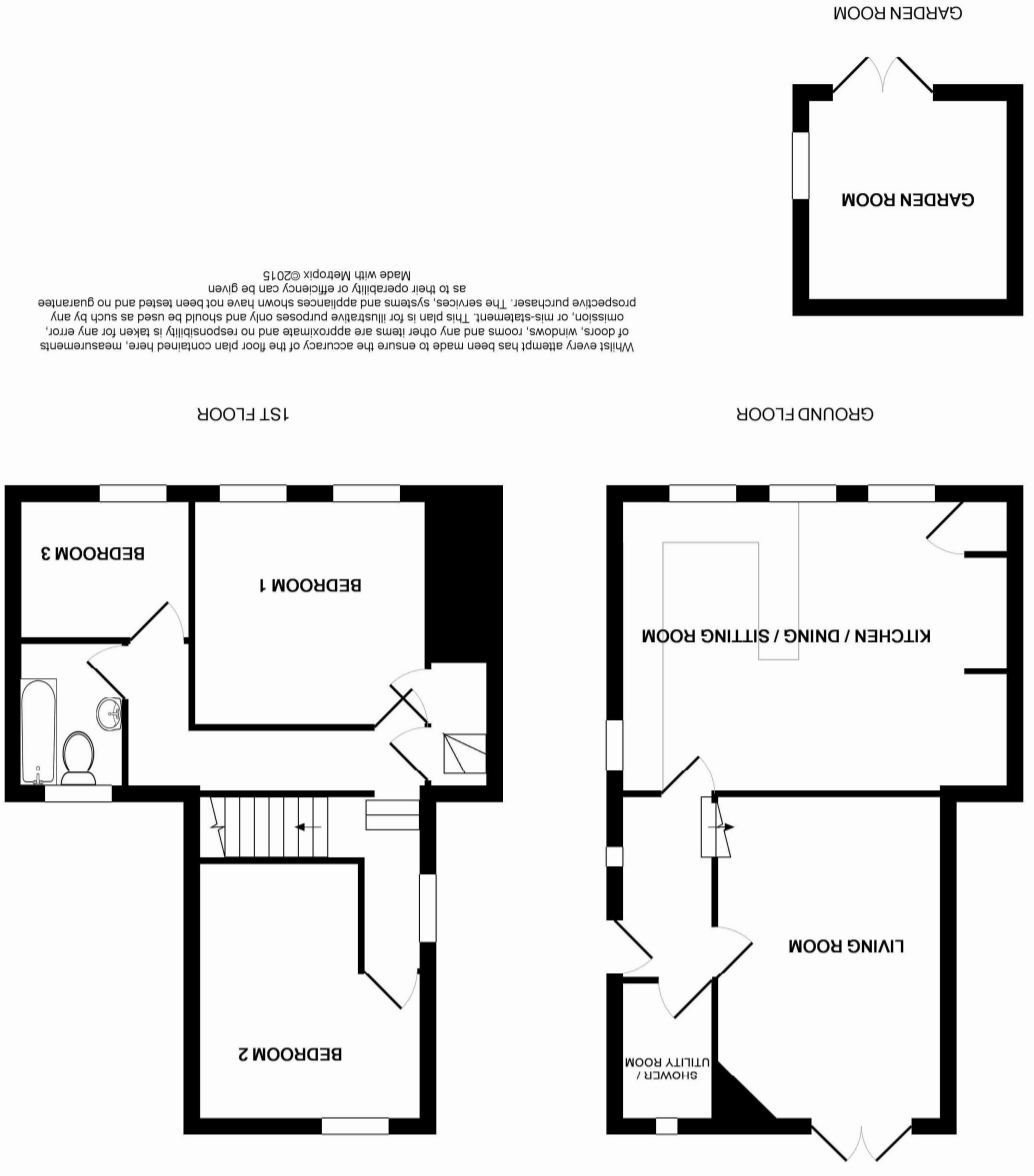 SHOWER /
UTILITY ROOM
LIVING ROOM
KITCHEN / DNING / SITTING ROOM
GROUND FLOOR
BEDROOM 2
BEDROOM 1
BEDROOM 3
1ST FLOOR
Whilst every attempt has been made to ensure the accuracy of the floor plan contained here, measurements
of doors, windows, rooms and any other items are approximate and no responsibility is taken for any error,
omission, or mis-statement. This plan is for illustrative purposes only and should be used as such by any
prospective purchaser. The services, systems and appliances shown have not been tested and no guarantee
as to their operability or efficiency can be given
Made with Metropix ©2015
GARDEN ROOM
GARDEN ROOM